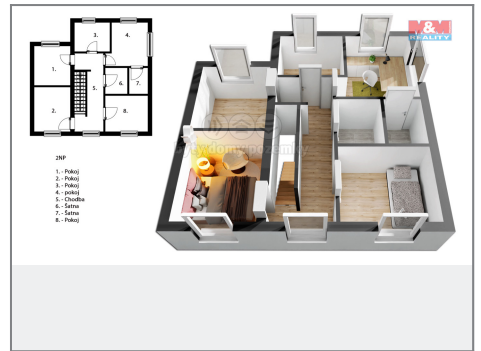 M&M
REALITY
3.
4.
1.
6.
7.
5.
2.
8.
2NP
1. - Pokoj
2. - Pokoj
3. - Pokoj
4. - pokoj
5. - Chodba
6. - Šatna
7. - Šatna
8. - Pokoj